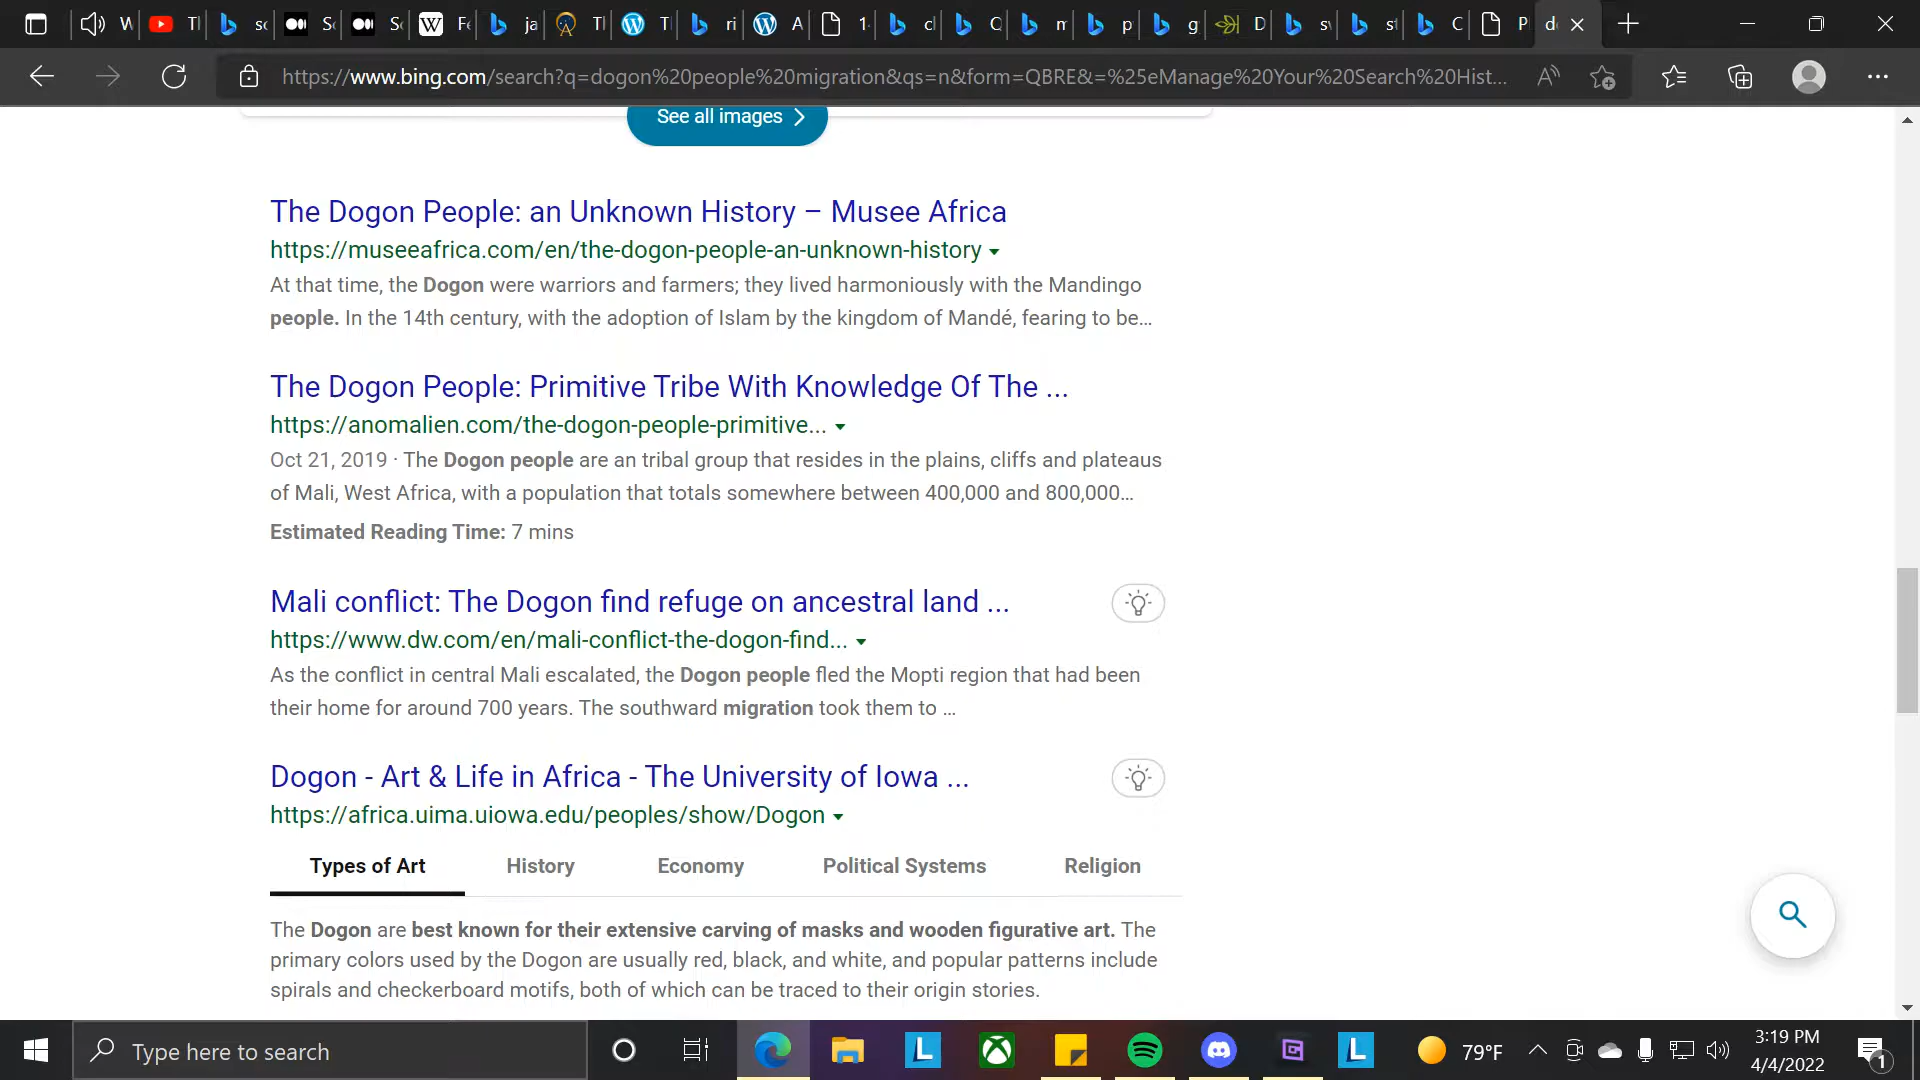 W
Tl
sc
Sc
Sc
Fe
ja
Tl
T
ri
A
1.
cl
C
m
p
g
D
sv
st
C
P
d
https://www.bing.com/search?q=dogon%20people%20migration&qs=n&form=QBRE&=%25eManage%20Your%20Search%20Hist...
See all images
The Dogon People: an Unknown History – Musee Africa
https://museeafrica.com/en/the-dogon-people-an-unknown-history
At that time, the Dogon were warriors and farmers; they lived harmoniously with the Mandingo
people. In the 14th century, with the adoption of Islam by the kingdom of Mandé, fearing to be...
The Dogon People: Primitive Tribe With Knowledge Of The ...
https://anomalien.com/the-dogon-people-primitive...
Oct 21, 2019 · The Dogon people are an tribal group that resides in the plains, cliffs and plateaus
of Mali, West Africa, with a population that totals somewhere between 400,000 and 800,000...
Estimated Reading Time: 7 mins
Mali conflict: The Dogon find refuge on ancestral land ...
https://www.dw.com/en/mali-conflict-the-dogon-find...
As the conflict in central Mali escalated, the Dogon people fled the Mopti region that had been
their home for around 700 years. The southward migration took them to ...
Dogon - Art & Life in Africa - The University of Iowa ...
https://africa.uima.uiowa.edu/peoples/show/Dogon
Types of Art History Economy Political Systems Religion
The Dogon are best known for their extensive carving of masks and wooden figurative art. The
primary colors used by the Dogon are usually red, black, and white, and popular patterns include
spirals and checkerboard motifs, both of which can be traced to their origin stories.
Type here to search
79°F
3:19 PM
4/4/2022
1